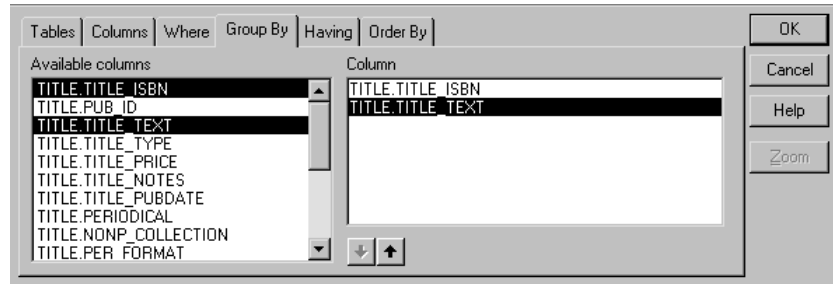 Tables Columns Where Group By Having Order By
OK
Cancel
Help
Zoom
Available columns
TITLE.TITLE_ISBN
TITLE.PUB_ID
TITLE.TITLE_TEXT
TITLE.TITLE_TYPE
TITLE.TITLE_PRICE
TITLE.TITLE_NOTES
TITLE.TITLE_PUBDATE
TITLE.PERIODICAL
TITLE.NONP_COLLECTION
TITLE.PER_FORMAT
Column
TITLE.TITLE_ISBN
TITLE.TITLE_TEXT